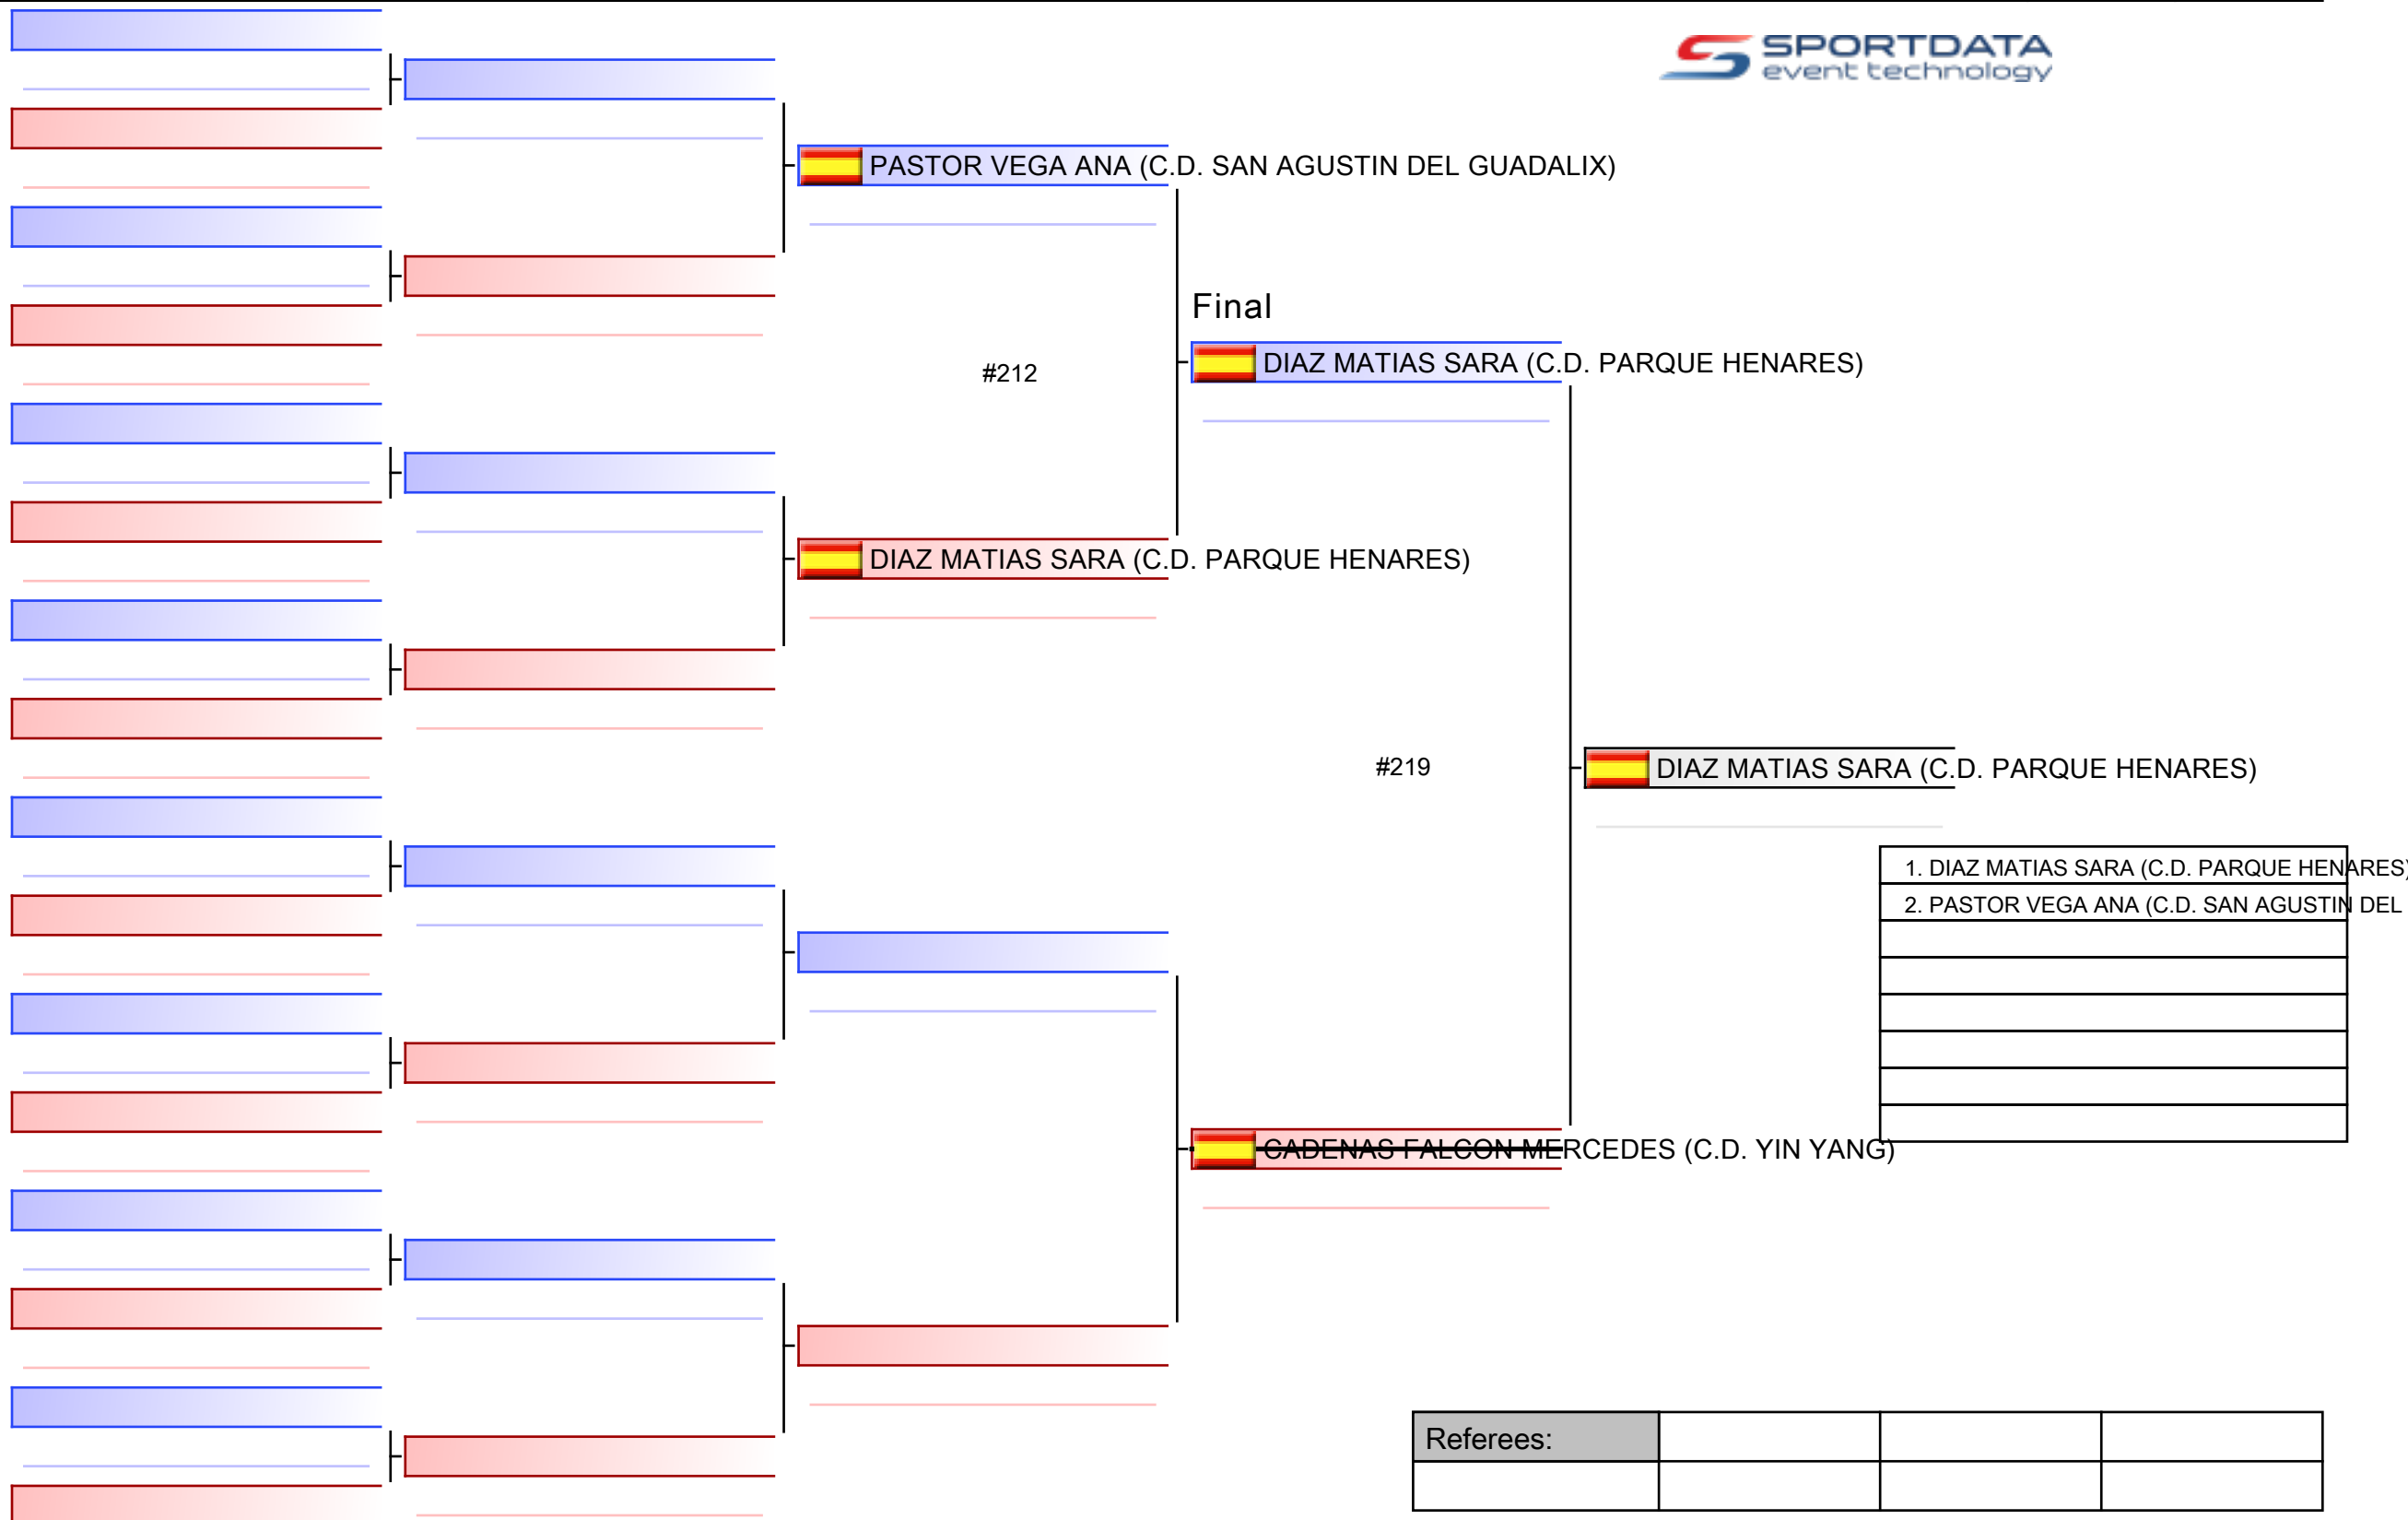 SPORTDATA
event technology
PASTOR VEGA ANA (C.D. SAN AGUSTIN DEL GUADALIX)
Final
#212
DIAZ MATIAS SARA (C.D. PARQUE HENARES)
DIAZ MATIAS SARA (C.D. PARQUE HENARES)
#219
DIAZ MATIAS SARA (C.D. PARQUE HENARES)
1. DIAZ MATIAS SARA (C.D. PARQUE HENARES)
2. PASTOR VEGA ANA (C.D. SAN AGUSTIN DEL
CADENAS FALCON MERCEDES (C.D. YIN YANG)
Referees: